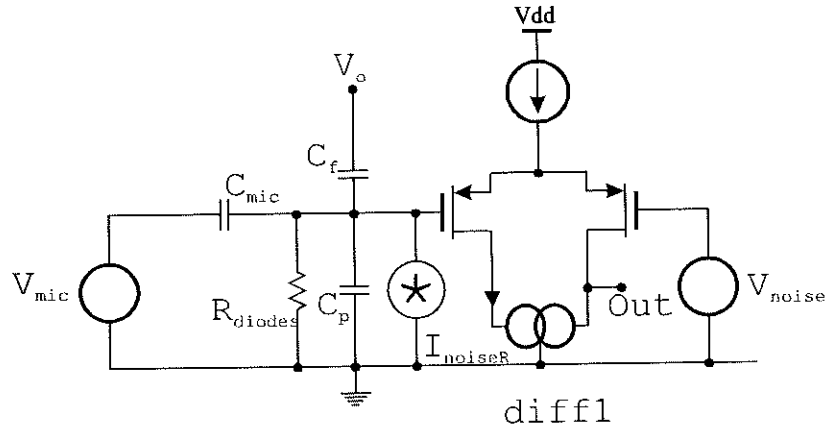 Vdd
Vo
Cf
Cmic
Vmic
Rdiodes
Cp
InoiseR
Out
Vnoise
diff1